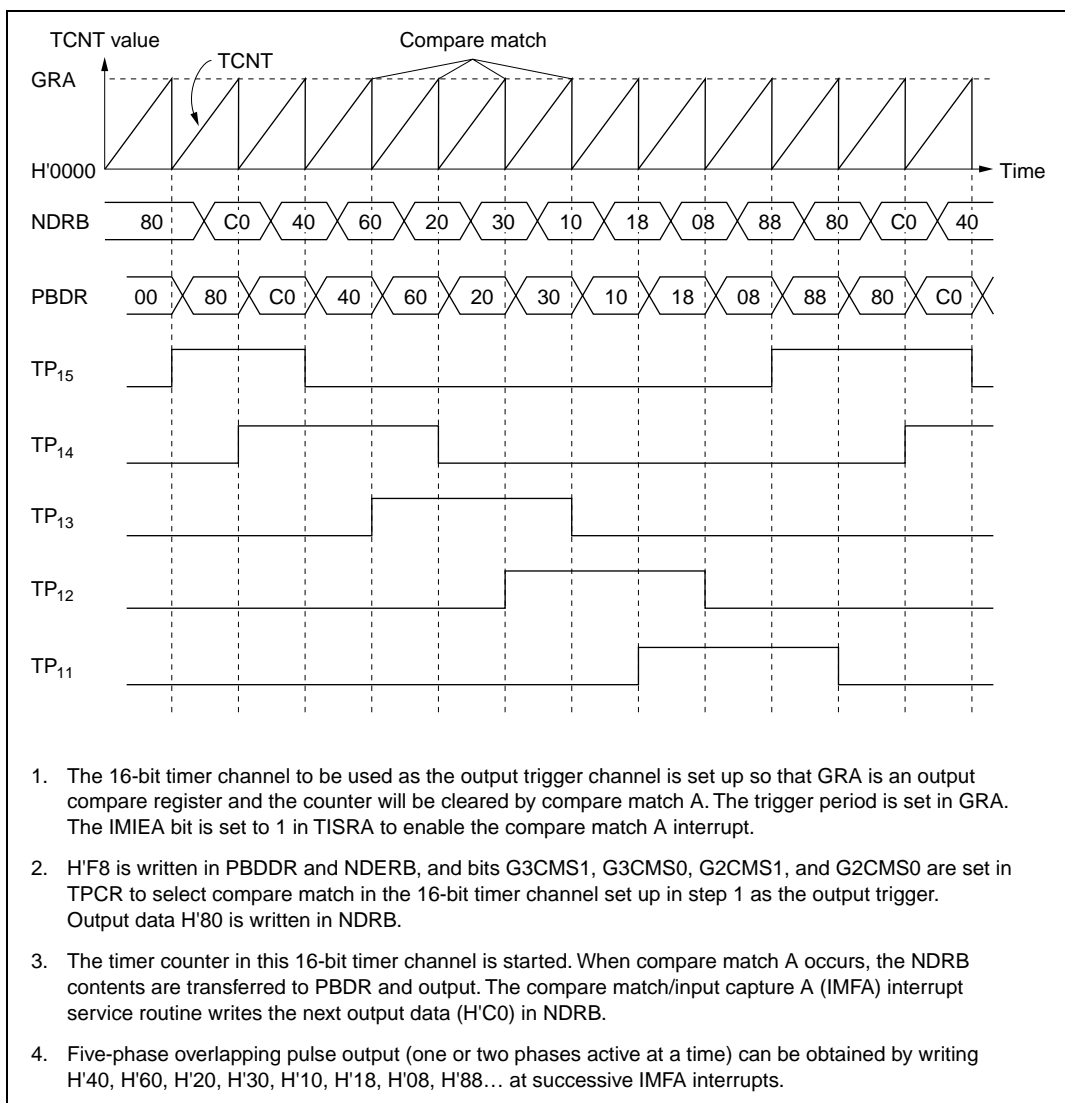 TCNT value
Compare match
TCNT
GRA
H'0000
Time
NDRB 80 C0 40 60 20 30 10 18 08 88 80 C0 40
PBDR 00 80 C0 40 60 20 30 10 18 08 88 80 C0
TP15
TP14
TP13
TP12
TP11
1. The 16-bit timer channel to be used as the output trigger channel is set up so that GRA is an output
compare register and the counter will be cleared by compare match A. The trigger period is set in GRA.
The IMIEA bit is set to 1 in TISRA to enable the compare match A interrupt.
2. H'F8 is written in PBDDR and NDERB, and bits G3CMS1, G3CMS0, G2CMS1, and G2CMS0 are set in
TPCR to select compare match in the 16-bit timer channel set up in step 1 as the output trigger.
Output data H'80 is written in NDRB.
3. The timer counter in this 16-bit timer channel is started. When compare match A occurs, the NDRB
contents are transferred to PBDR and output. The compare match/input capture A (IMFA) interrupt
service routine writes the next output data (H'C0) in NDRB.
4. Five-phase overlapping pulse output (one or two phases active at a time) can be obtained by writing
H'40, H'60, H'20, H'30, H'10, H'18, H'08, H'88… at successive IMFA interrupts.